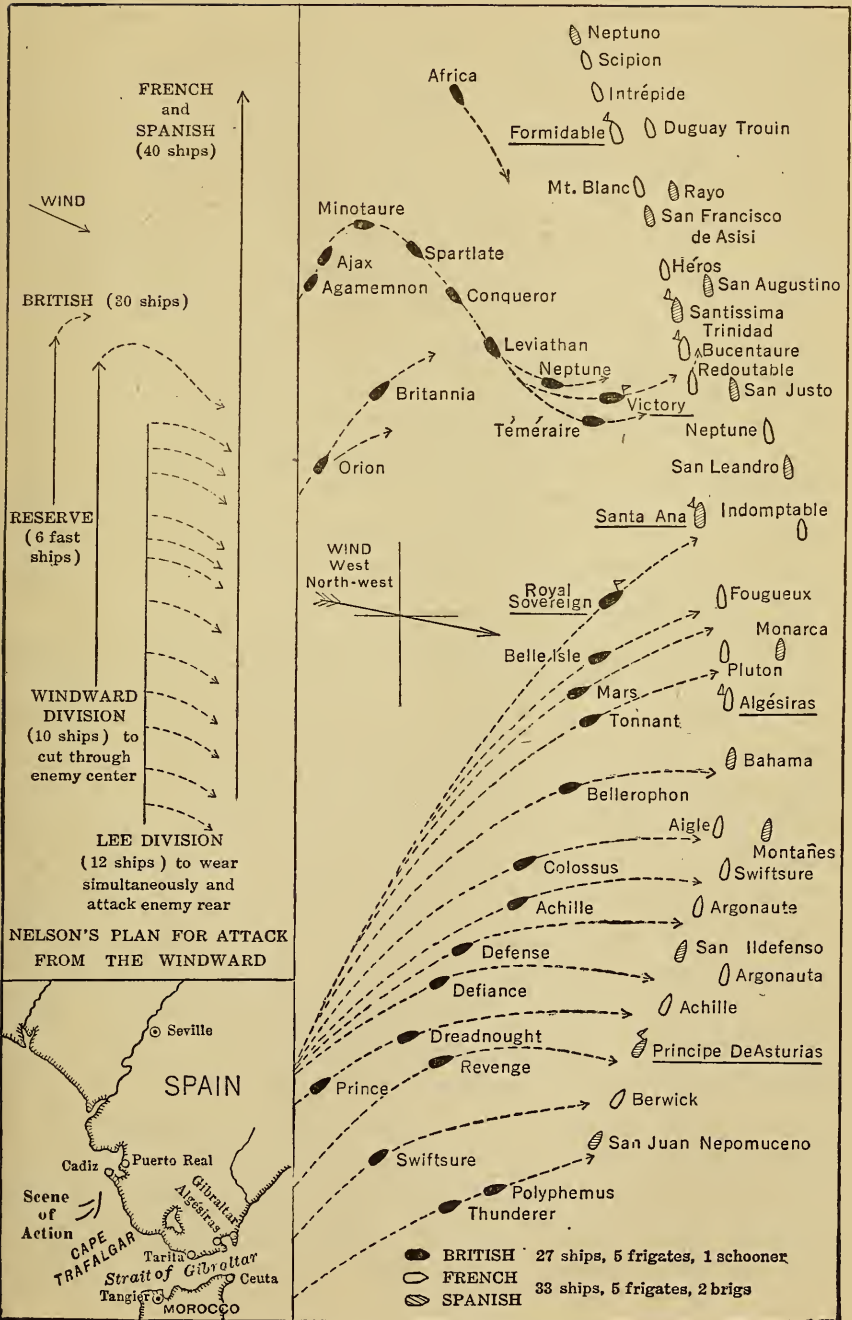 FRENCH
and
SPANISH
(40 ships)
WIND
BRITISH (30 ships)
RESERVE
(6 fast
ships)
WINDWARD
DIVISION
(10 ships) to
cut through
enemy center
LEE DIVISION
(12 ships) to wear
simultaneously and
attack enemy rear
NELSON'S PLAN FOR ATTACK
FROM THE WINDWARD
Seville
SPAIN
Cadiz
Puerto Real
Scene
of
Action
CAPE
TRAFALGAR
Gibraltar
Algésiras
Tarita
Strait of Gibroltar
Ceuta
Tangier
MOROCCO
Neptuno
Scipion
Africa
Intrépide
Formidable
Duguay Trouin
Mt. Blanc
Rayo
San Francisco
de Asisi
Minotaure
Ajax
Agamemnon
Spartlate
Conqueror
Héros
San Augustino
Santissima
Trinidad
Leviathan
Bucentaure
Neptune
Redoutable
Britannia
Victory
San Justo
Téméraire
Neptune
Orion
San Leandro
Santa Ana
Indomptable
WIND
West
North-west
Royal
Sovereign
Fougueux
Monarca
Belle Isle
Pluton
Mars
Algésiras
Tonnant
Bahama
Bellerophon
Aigle
Montañes
Colossus
Swiftsure
Achille
Argonaute
Defense
San Ildefenso
Defiance
Argonauta
Achille
Dreadnought
Principe DeAsturias
Revenge
Prince
Berwick
San Juan Nepomuceno
Swiftsure
Polyphemus
Thunderer
BRITISH 27 ships, 5 frigates, 1 schooner
FRENCH
SPANISH
33 ships, 5 frigates, 2 brigs